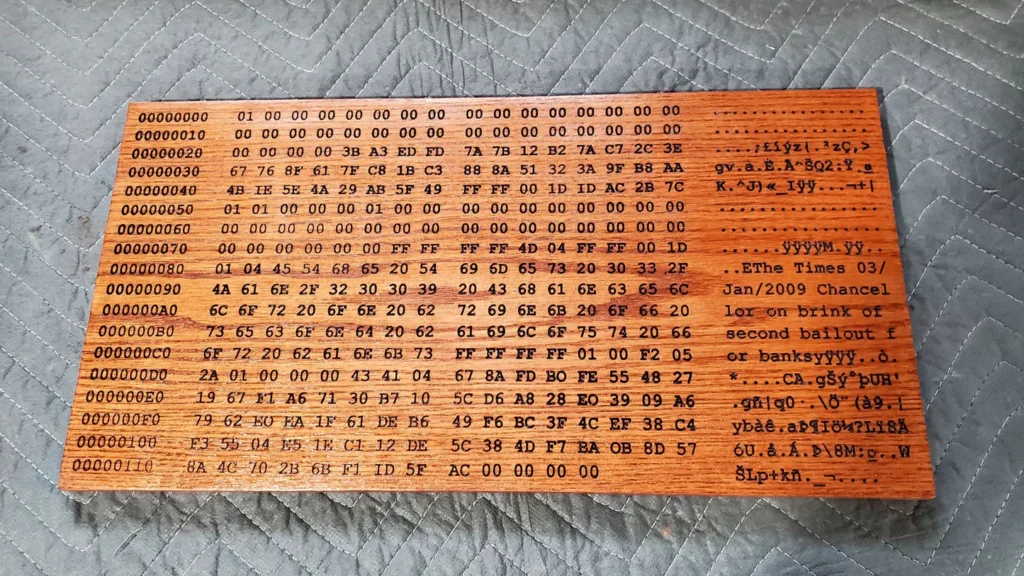 00000000 01 00 00 00 00 00 00 00 00 00 00 00 00 00 00 00 ................
00000010 00 00 00 00 00 00 00 00 00 00 00 00 00 00 00 00 ................
00000020 00 00 00 00 3B A3 ED FD 7A 7B 12 B2 7A C7 2C 3E ....;£íýz{.²zÇ,>
00000030 67 76 8F 61 7F C8 1B C3 88 8A 51 32 3A 9F B8 AA
00000040 4B 1E 5E 4A 29 AB 5F 49 FF FF 00 1D 1D AC 2B 7C K.^J)«_Iÿÿ...¬+|
00000050 01 01 00 00 00 01 00 00 00 00 00 00 00 00 00 00 ................
00000060 00 00 00 00 00 00 00 00 00 00 00 00 00 00 00 00 ................
00000070 00 00 00 00 00 00 FF FF FF FF 4D 04 FF FF 00 1D ......ÿÿÿÿM.ÿÿ..
00000080 01 04 45 54 68 65 20 54 69 6D 65 73 20 30 33 2F ..EThe Times 03/
00000090 4A 61 6E 2F 32 30 30 39 20 43 68 61 6E 63 65 6C Jan/2009 Chancel
000000A0 6C 6F 72 20 6F 6E 20 62 72 69 6E 6B 20 6F 66 20 lor on brink of
000000B0 73 65 63 6F 6E 64 20 62 61 69 6C 6F 75 74 20 66 second bailout f
000000C0 6F 72 20 62 61 6E 6B 73 FF FF FF FF 01 00 F2 05 or banksÿÿÿÿ..ò.
000000D0 2A 01 00 00 00 43 41 04 67 8A FD B0 FE 55 48 27 *....CA.gŠý°þUH'
000000E0 19 67 F1 A6 71 30 B7 10 5C D6 A8 28 E0 39 09 A6 .gñ¦q0·.\Ö¨(à9.¦
000000F0 79 62 E0 EA 1F 61 DE B6 49 F6 BC 3F 4C EF 38 C4
00000100 F3 55 04 E5 1E C1 12 DE 5C 38 4D F7 BA 0B 8D 57
00000110 8A 4C 70 2B 6B F1 1D 5F AC 00 00 00 00 ŠLp+kñ._¬....